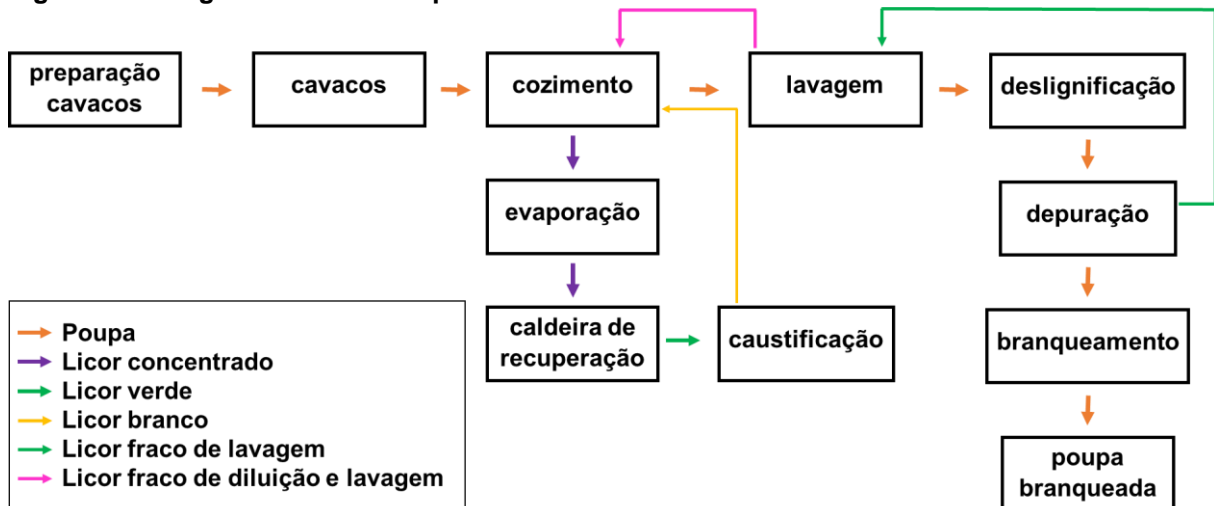 preparação
cavacos
cavacos
cozimento
lavagem
deslignificação
evaporação
depuração
caldeira de
recuperação
caustificação
branqueamento
poupa
branqueada
Poupa
Licor concentrado
Licor verde
Licor branco
Licor fraco de lavagem
Licor fraco de diluição e lavagem